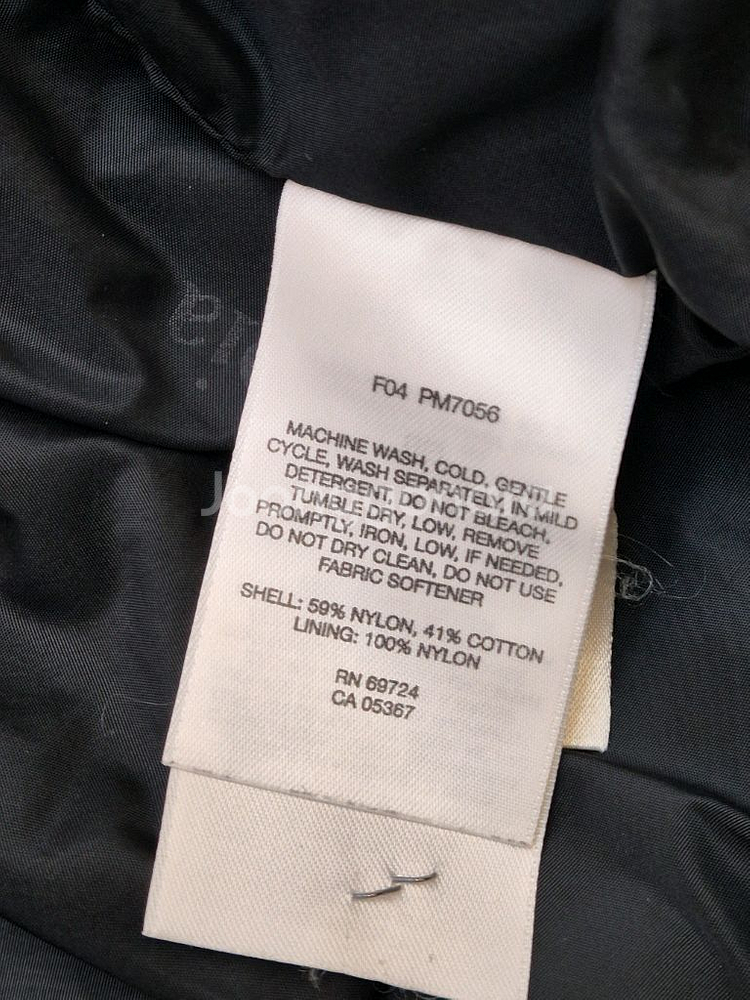 F04 PM7056
MACHINE WASH, COLD, GENTLE
CYCLE, WASH SEPARATELY, IN MILD
DETERGENT, DO NOT BLEACH,
TUMBLE DRY, LOW, REMOVE
PROMPTLY, IRON, LOW, IF NEEDED,
DO NOT DRY CLEAN, DO NOT USE
FABRIC SOFTENER
SHELL: 59% NYLON, 41% COTTON
LINING: 100% NYLON
RN 69724
CA 05367